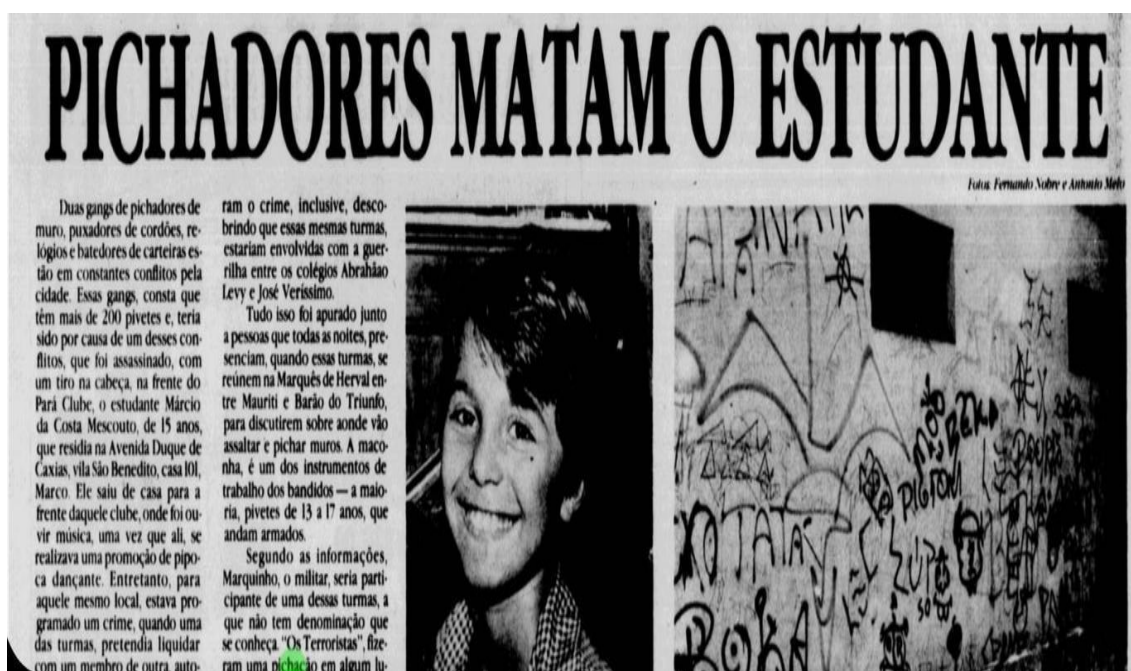 PICHADORES MATAM O ESTUDANTE
Fotos: Fernando Nobre e Antonio Melo
Duas gangs de pichadores de
muro, puxadores de cordões, re-
lógios e batedores de carteiras es-
tão em constantes conflitos pela
cidade. Essas gangs, consta que
têm mais de 200 pivetes e, teria
sido por causa de um desses con-
flitos, que foi assassinado, com
um tiro na cabeça, na frente do
Pará Clube, o estudante Márcio
da Costa Mescouto, de 15 anos,
que residia na Avenida Duque de
Caxias, vila São Benedito, casa 101,
Marco. Ele saiu de casa para a
frente daquele clube, onde foi ou-
vir música, uma vez que ali, se
realizava uma promoção de pipo-
ca dançante. Entretanto, para
aquele mesmo local, estava pro-
gramado um crime, quando uma
das turmas, pretendia liquidar
com um membro de outra, auto-
ram o crime, inclusive, desco-
brindo que essas mesmas turmas,
estariam envolvidas com a guer-
rilha entre os colégios Abrahão
Levy e José Veríssimo.
Tudo isso foi apurado junto
a pessoas que todas as noites, pre-
senciam, quando essas turmas, se
reúnem na Marquês de Herval en-
tre Mauriti e Barão do Triunfo,
para discutirem sobre aonde vão
assaltar e pichar muros. A maco-
nha, é um dos instrumentos de
trabalho dos bandidos — a maio-
ria, pivetes de 13 a 17 anos, que
andam armados.
Segundo as informações,
Marquinho, o militar, seria parti-
cipante de uma dessas turmas, a
que não tem denominação que
se conheça. "Os Terroristas", fize-
ram uma pichação em algum lu-